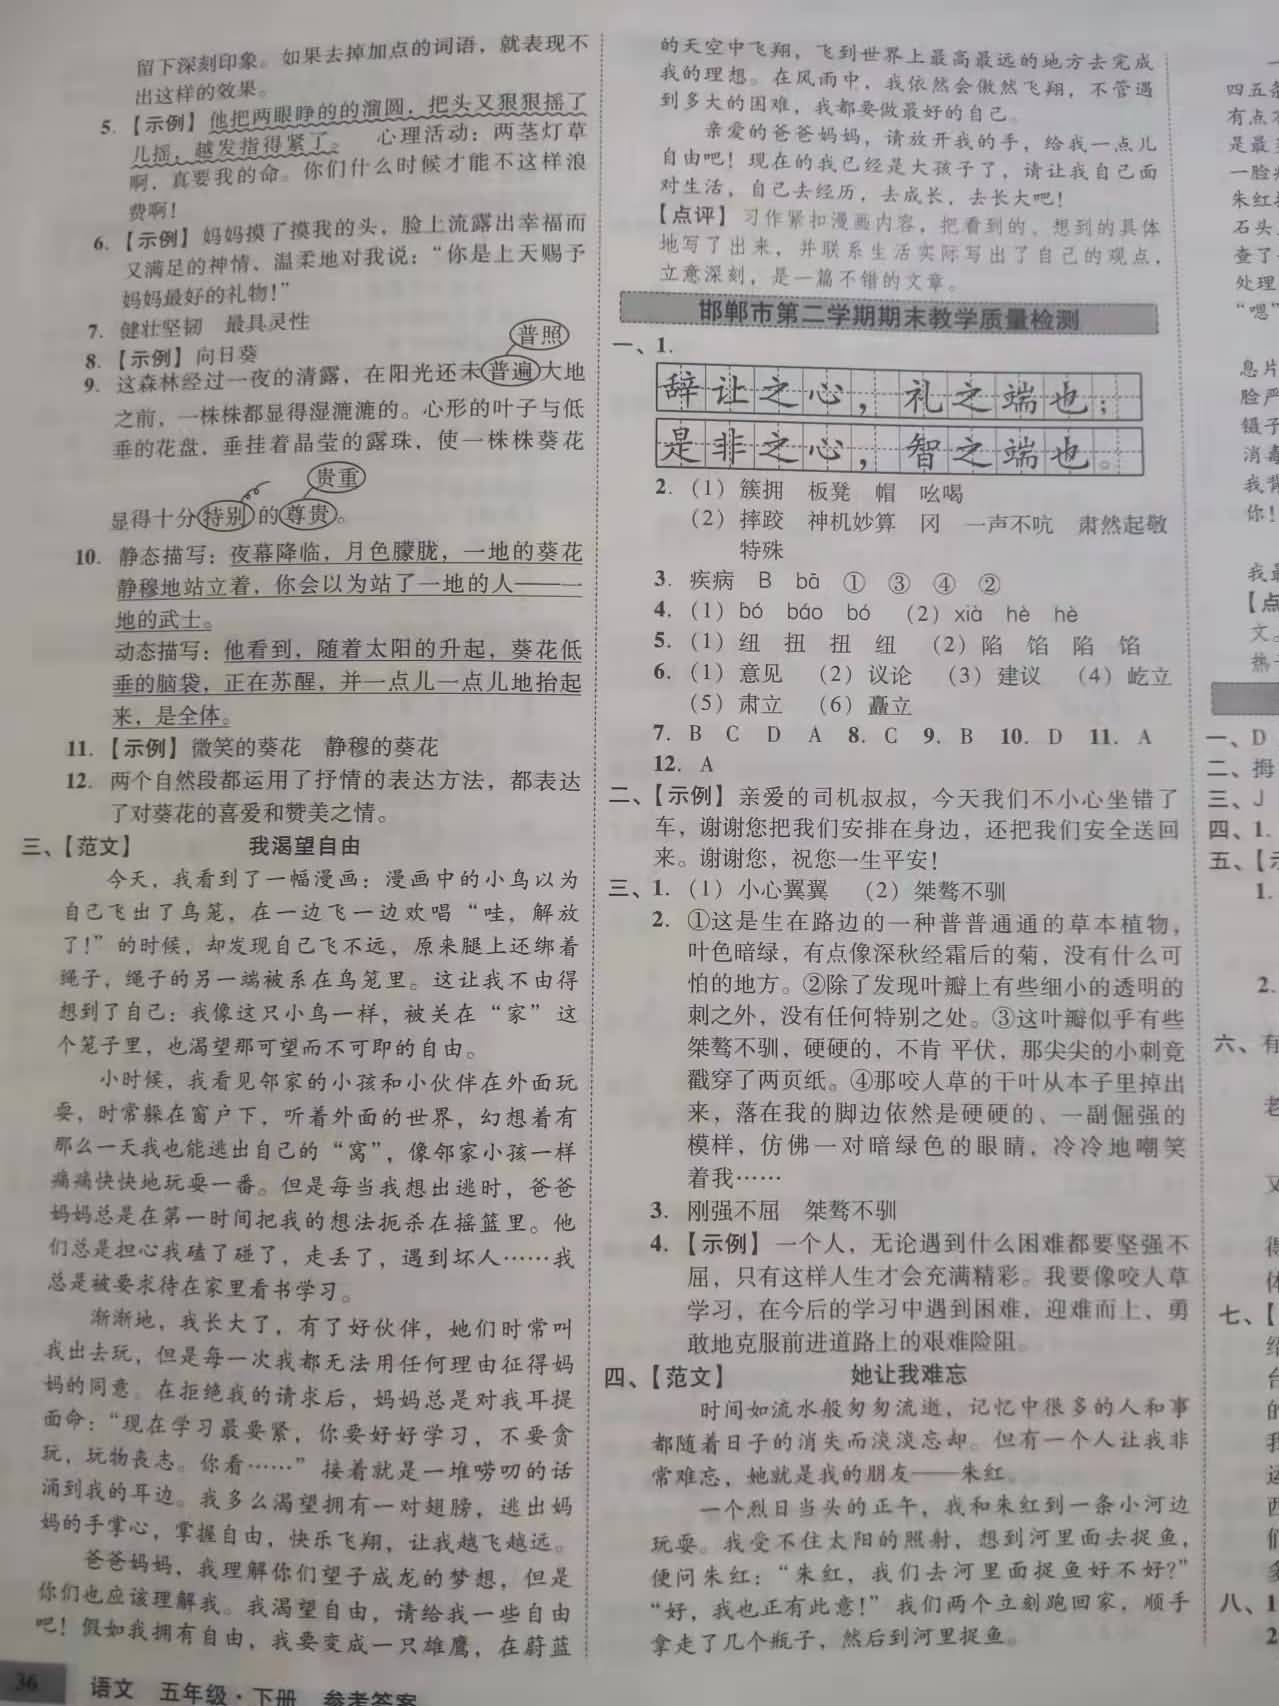 留下深刻印象。如果去掉加点的词语，就表现不
出这样的效果。
5. 【示例】他把两眼睁的的溜圆，把头又狠狠摇了
儿摇，越发指得紧了。 心理活动：两茎灯草
啊，真要我的命。你们什么时候才能不这样浪
费啊！
6. 【示例】妈妈摸了摸我的头，脸上流露出幸福而
又满足的神情，温柔地对我说：“你是上天赐予
妈妈最好的礼物！”
7. 健壮坚韧 最具灵性
8. 【示例】向日葵
普照
9. 这森林经过一夜的清露，在阳光还未普遍大地
之前，一株株都显得湿漉漉的。心形的叶子与低
垂的花盘，垂挂着晶莹的露珠，使一株株葵花
贵重
显得十分特别的尊贵。
10. 静态描写：夜幕降临，月色朦胧，一地的葵花
静穆地站立着，你会以为站了一地的人——一
地的武士。
动态描写：他看到，随着太阳的升起，葵花低
垂的脑袋，正在苏醒，并一点儿一点儿地抬起
来，是全体。
11. 【示例】微笑的葵花 静穆的葵花
12. 两个自然段都运用了抒情的表达方法，都表达
了对葵花的喜爱和赞美之情。
三、【范文】 我渴望自由
今天，我看到了一幅漫画：漫画中的小鸟以为
自己飞出了鸟笼，在一边飞一边欢唱“哇，解放
了！”的时候，却发现自己飞不远，原来腿上还绑着
绳子，绳子的另一端被系在鸟笼里。这让我不由得
想到了自己：我像这只小鸟一样，被关在“家”这
个笼子里，也渴望那可望而不可即的自由。
小时候，我看见邻家的小孩和小伙伴在外面玩
耍，时常躲在窗户下，听着外面的世界，幻想着有
那么一天我也能逃出自己的“窝”，像邻家小孩一样
痛痛快快地玩耍一番。但是每当我想出逃时，爸爸
妈妈总是在第一时间把我的想法扼杀在摇篮里。他
们总是担心我磕了碰了，走丢了，遇到坏人……我
总是被要求待在家里看书学习。
渐渐地，我长大了，有了好伙伴，她们时常叫
我出去玩，但是每一次我都无法用任何理由征得妈
妈的同意。在拒绝我的请求后，妈妈总是对我耳提
面命：“现在学习最要紧，你要好好学习，不要贪
玩，玩物丧志。你看……”接着就是一堆唠叨的话
涌到我的耳边。我多么渴望拥有一对翅膀，逃出妈
妈的手掌心，掌握自由，快乐飞翔，让我越飞越远。
爸爸妈妈，我理解你们望子成龙的梦想，但是
你们也应该理解我。我渴望自由，请给我一些自由
吧！假如我拥有自由，我要变成一只雄鹰，在蔚蓝
36 语文 五年级·下册 参考答案
的天空中飞翔，飞到世界上最高最远的地方去完成
我的理想。在风雨中，我依然会傲然飞翔，不管遇
到多大的困难，我都要做最好的自己。
亲爱的爸爸妈妈，请放开我的手，给我一点儿
自由吧！现在的我已经是大孩子了，请让我自己面
对生活，自己去经历，去成长，去长大吧！
【点评】习作紧扣漫画内容，把看到的、想到的具体
地写了出来，并联系生活实际写出了自己的观点，
立意深刻，是一篇不错的文章。
邯郸市第二学期期末教学质量检测
一、1.
辞让之心，礼之端也；
是非之心，智之端也。
2. （1）簇拥 板凳 帽 吆喝
（2）摔跤 神机妙算 冈 一声不吭 肃然起敬
特殊
3. 疾病 B bā ① ③ ④ ②
4. （1）bó báo bó （2）xià hè hè
5. （1）纽 扭 扭 纽 （2）陷 馅 陷 馅
6. （1）意见 （2）议论 （3）建议 （4）屹立
（5）肃立 （6）矗立
7. B C D A 8. C 9. B 10. D 11. A
12. A
二、【示例】亲爱的司机叔叔，今天我们不小心坐错了
车，谢谢您把我们安排在身边，还把我们安全送回
来。谢谢您，祝您一生平安！
三、1. （1）小心翼翼 （2）桀骜不驯
2. ①这是生在路边的一种普普通通的草本植物，
叶色暗绿，有点像深秋经霜后的菊，没有什么可
怕的地方。②除了发现叶瓣上有些细小的透明的
刺之外，没有任何特别之处。③这叶瓣似乎有些
桀骜不驯，硬硬的，不肯 平伏，那尖尖的小刺竟
戳穿了两页纸。④那咬人草的干叶从本子里掉出
来，落在我的脚边依然是硬硬的、一副倔强的
模样，仿佛一对暗绿色的眼睛，冷冷地嘲笑
着我……
3. 刚强不屈 桀骜不驯
4. 【示例】一个人，无论遇到什么困难都要坚强不
屈，只有这样人生才会充满精彩。我要像咬人草
学习，在今后的学习中遇到困难，迎难而上，勇
敢地克服前进道路上的艰难险阻。
四、【范文】 她让我难忘
时间如流水般匆匆流逝，记忆中很多的人和事
都随着日子的消失而淡淡忘却。但有一个人让我非
常难忘，她就是我的朋友——朱红。
一个烈日当头的正午，我和朱红到一条小河边
玩耍。我受不住太阳的照射，想到河里面去捉鱼，
便问朱红：“朱红，我们去河里面捉鱼好不好？”
“好，我也正有此意！”我们两个立刻跑回家，顺手
拿走了几个瓶子，然后到河里捉鱼。
一
四五条
有点不
是最
一脸
朱红
石头
查了
处理
“嗯”
息片
脸严
镊子
消毒
我背
你！
我最
【点
文。
热
一、D
二、拇
三、J
四、1.
五、【示
1.
2.
六、有
老
又
得
体
七、【
台
的
我
西
们
多
八、1
2